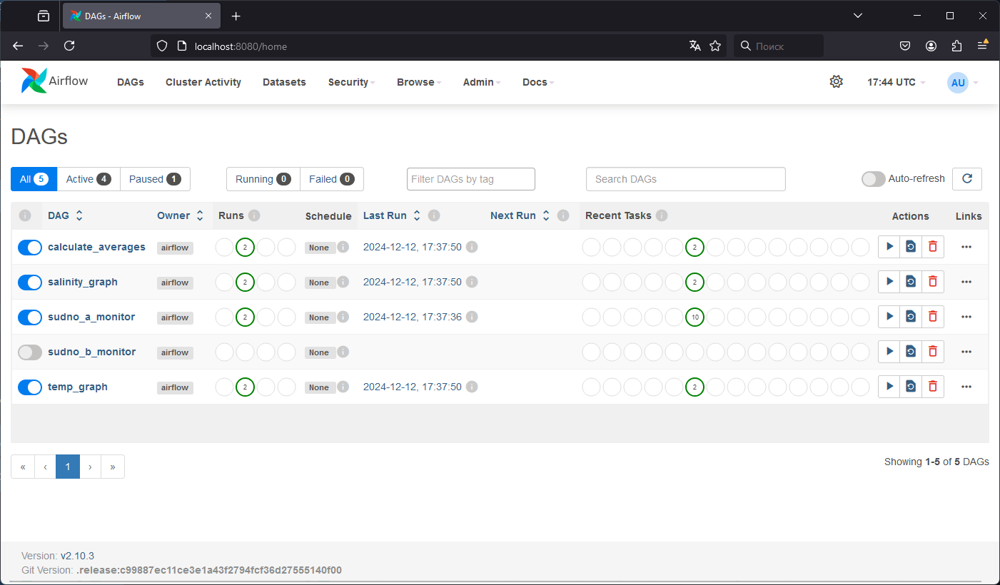 DAGs - Airflow
localhost:8080/home
Поиск
Airflow DAGs Cluster Activity Datasets Security Browse Admin Docs 17:44 UTC AU
DAGs
All 5 Active 4 Paused 1 Running 0 Failed 0 Filter DAGs by tag Search DAGs Auto-refresh
DAG Owner Runs Schedule Last Run Next Run Recent Tasks Actions Links
calculate_averages airflow 2 None 2024-12-12, 17:37:50 2
salinity_graph airflow 2 None 2024-12-12, 17:37:50 2
sudno_a_monitor airflow 2 None 2024-12-12, 17:37:36 10
sudno_b_monitor airflow None
temp_graph airflow 2 None 2024-12-12, 17:37:50 2
« ‹ 1 › »
Showing 1-5 of 5 DAGs
Version: v2.10.3
Git Version: .release:c99887ec11ce3e1a43f2794fcf36d27555140f00